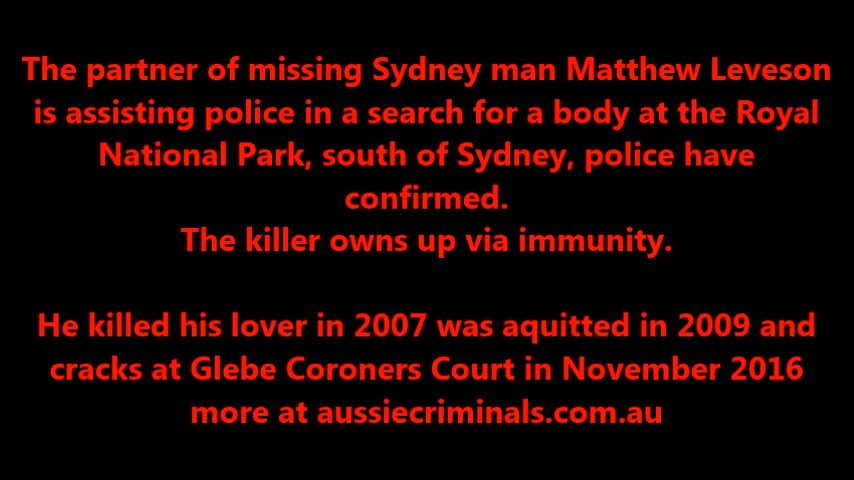 The partner of missing Sydney man Matthew Leveson
is assisting police in a search for a body at the Royal
National Park, south of Sydney, police have
confirmed.
The killer owns up via immunity.
He killed his lover in 2007 was aquitted in 2009 and
cracks at Glebe Coroners Court in November 2016
more at aussiecriminals.com.au